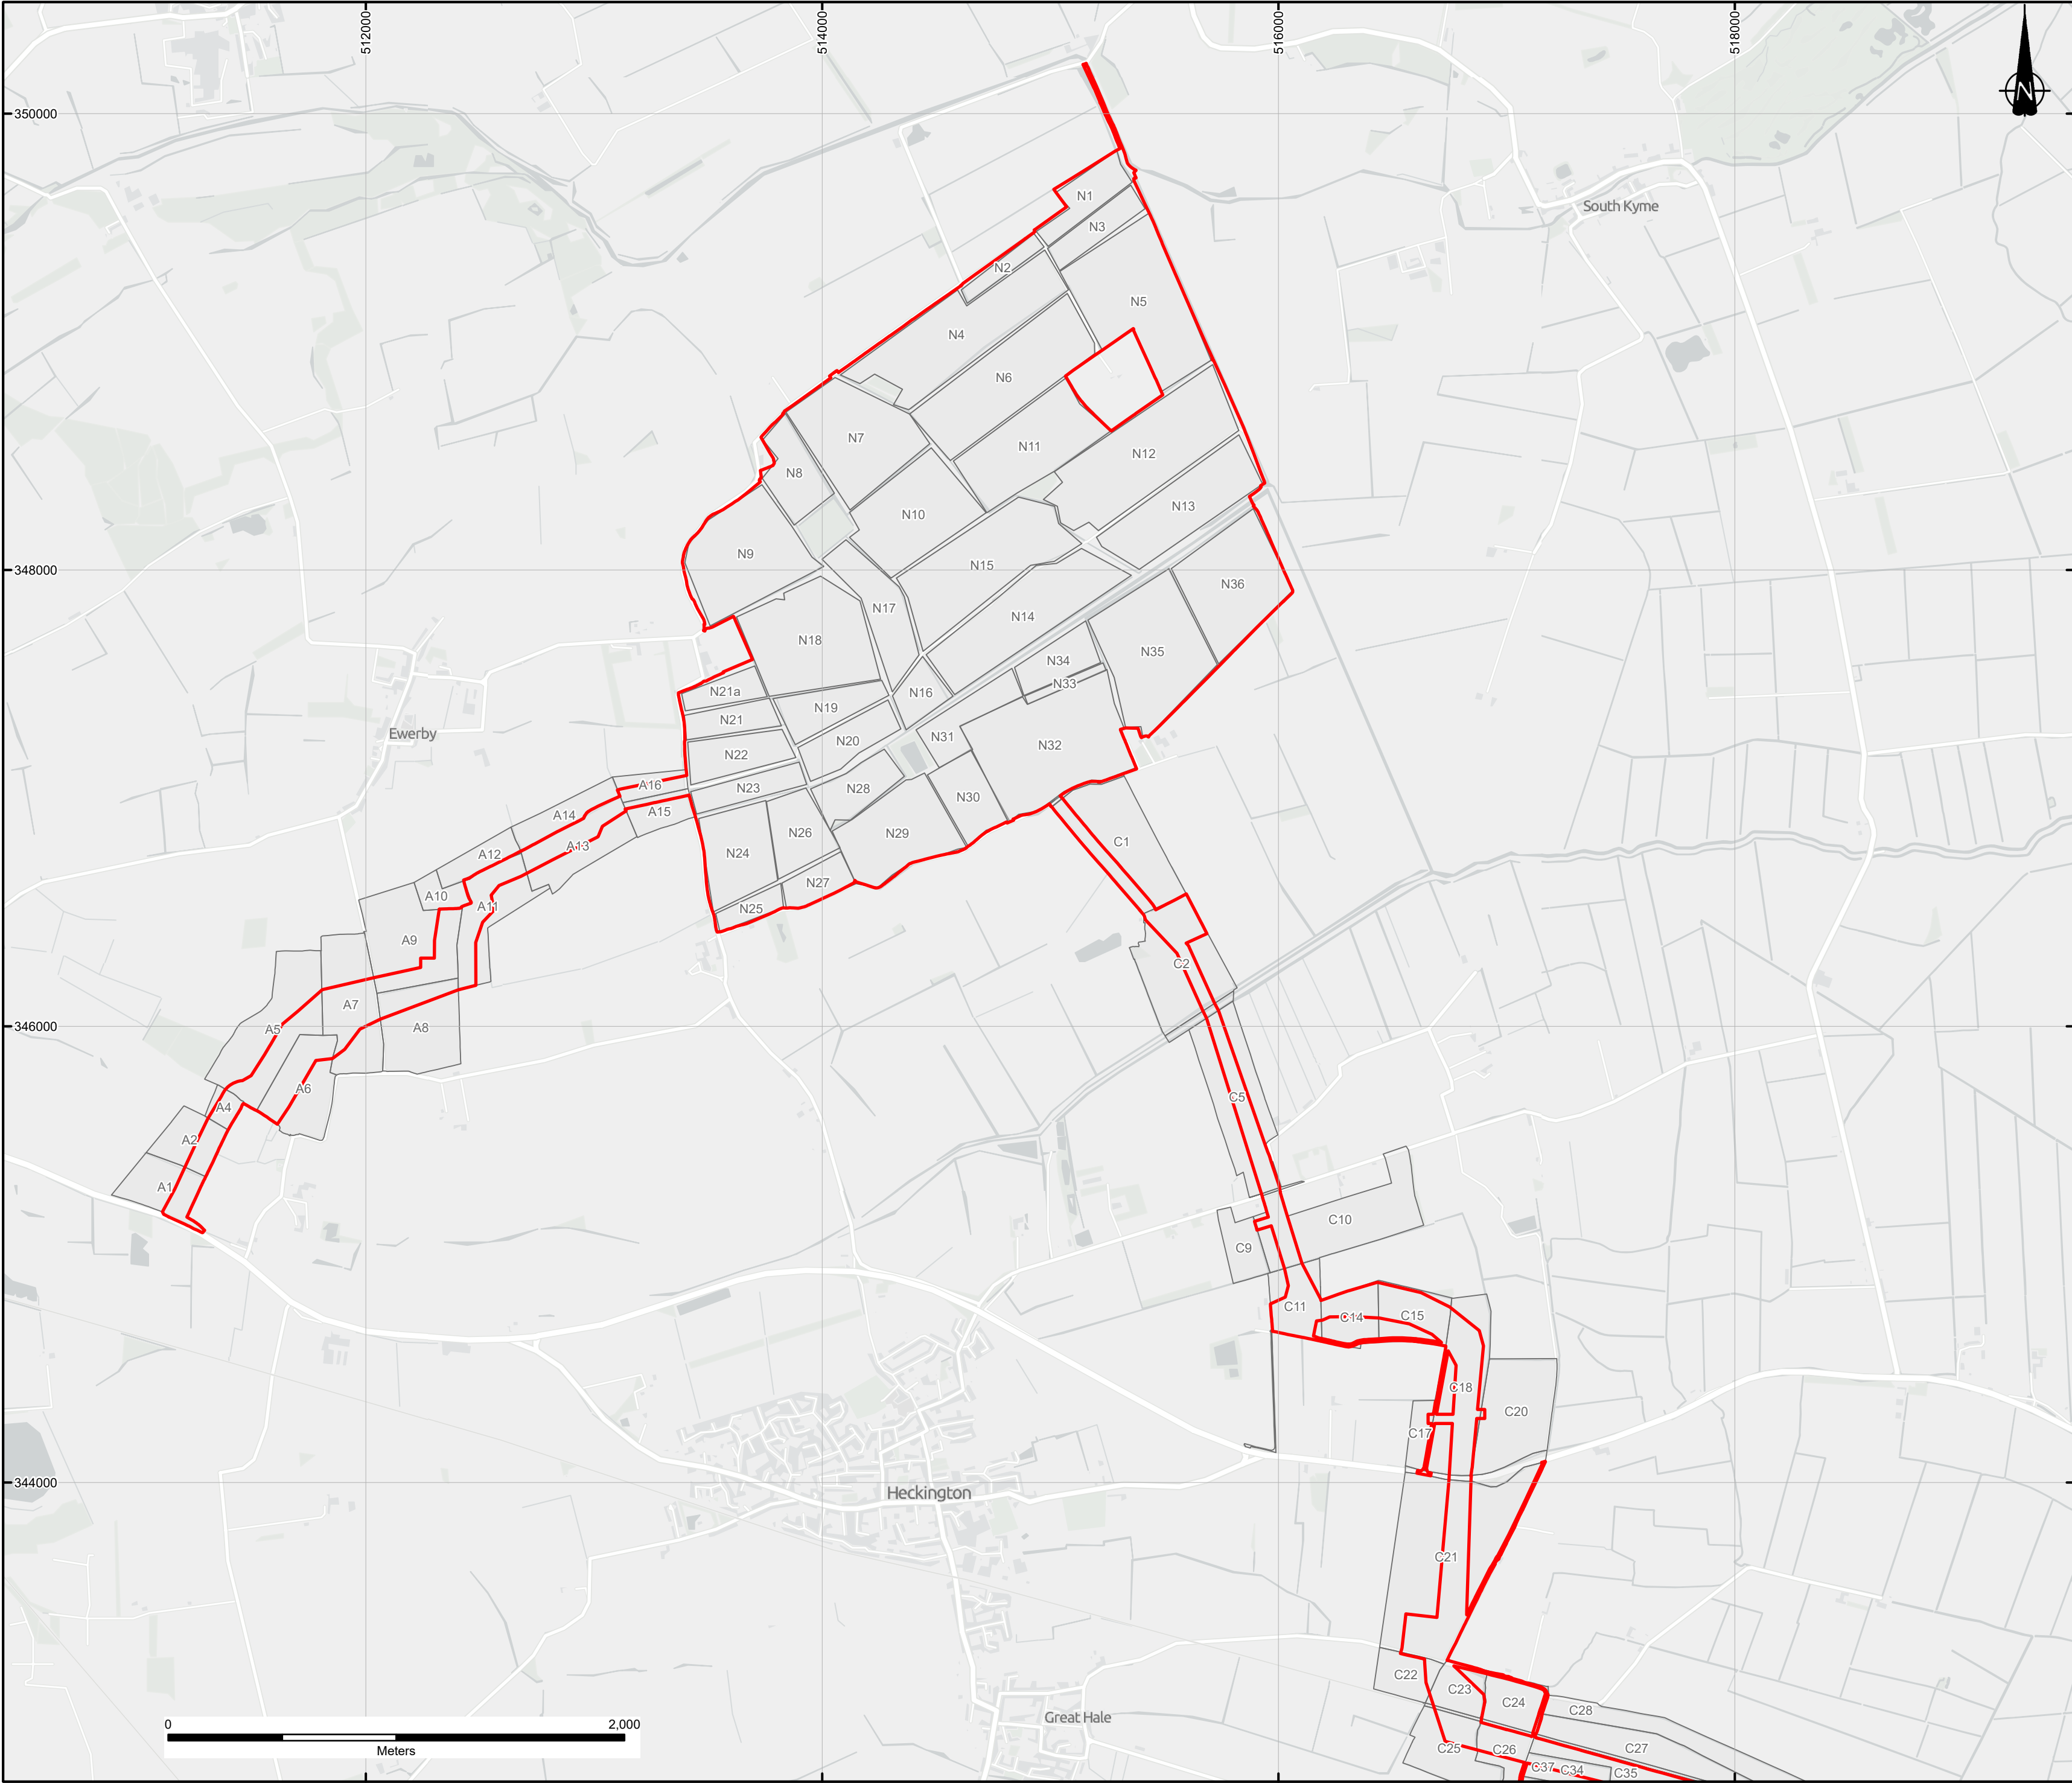 512000
514000
516000
518000
N
350000
South Kyme
N1
N3
N2
N5
N4
N6
N7
N11
N12
N8
N13
N10
N9
N15
348000
N36
N17
N14
N18
N35
N34
N33
N21a
N16
N19
N21
Ewerby
N31
N20
N32
N22
A16
N23
N28
N30
A14
A15
N26
N29
C1
A13
N24
A12
N27
A10
A11
N25
A9
C2
A7
346000
A5
A8
C5
A6
A4
A2
A1
C10
C9
C11
C14
C15
C18
C20
C17
344000
Heckington
C21
C22
C23
C24
C28
Great Hale
0 2,000
Meters
C25
C26
C27
C37
C34
C35